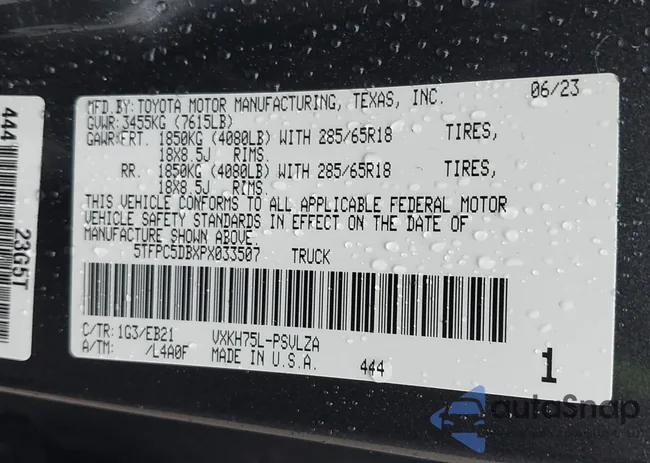 MFD.BY: TOYOTA MOTOR MANUFACTURING, TEXAS, INC. 06/23
GVWR: 3455KG (7615LB)
GAWR: FRT. 1850KG (4080LB) WITH 285/65R18 TIRES,
18X8.5J RIMS.
RR. 1850KG (4080LB) WITH 285/65R18 TIRES,
18X8.5J RIMS.
THIS VEHICLE CONFORMS TO ALL APPLICABLE FEDERAL MOTOR
VEHICLE SAFETY STANDARDS IN EFFECT ON THE DATE OF
MANUFACTURE SHOWN ABOVE.
5TFPC5DBXPX033507 TRUCK
C/TR: 1G3/EB21 VXKH75L-PSVLZA
A/TM: /L4A0F MADE IN U.S.A. 444 1
444
23G5T
autoSnap